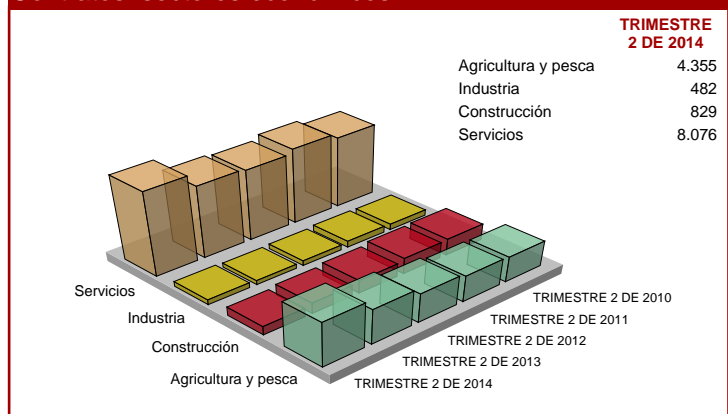 TRIMESTRE
2 DE 2014
Agricultura y pesca 4.355
Industria 482
Construcción 829
Servicios 8.076
Servicios
Industria
Construcción
Agricultura y pesca
TRIMESTRE 2 DE 2010
TRIMESTRE 2 DE 2011
TRIMESTRE 2 DE 2012
TRIMESTRE 2 DE 2013
TRIMESTRE 2 DE 2014